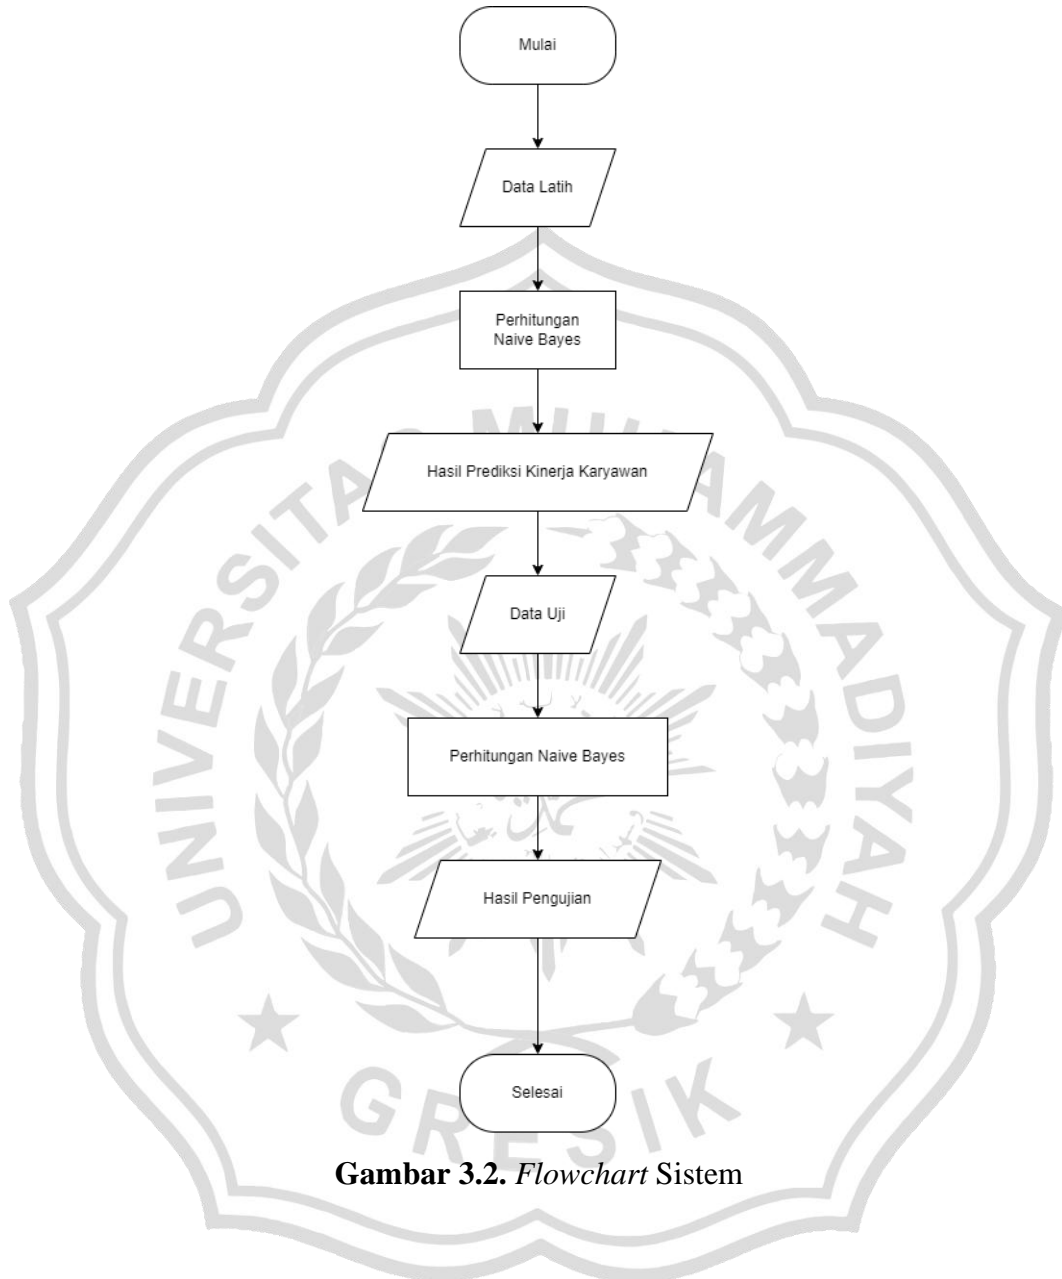 Mulai
Data Latih
Perhitungan
Naive Bayes
Hasil Prediksi Kinerja Karyawan
Data Uji
Perhitungan Naive Bayes
Hasil Pengujian
Selesai
GRESIK
Gambar 3.2. Flowchart Sistem